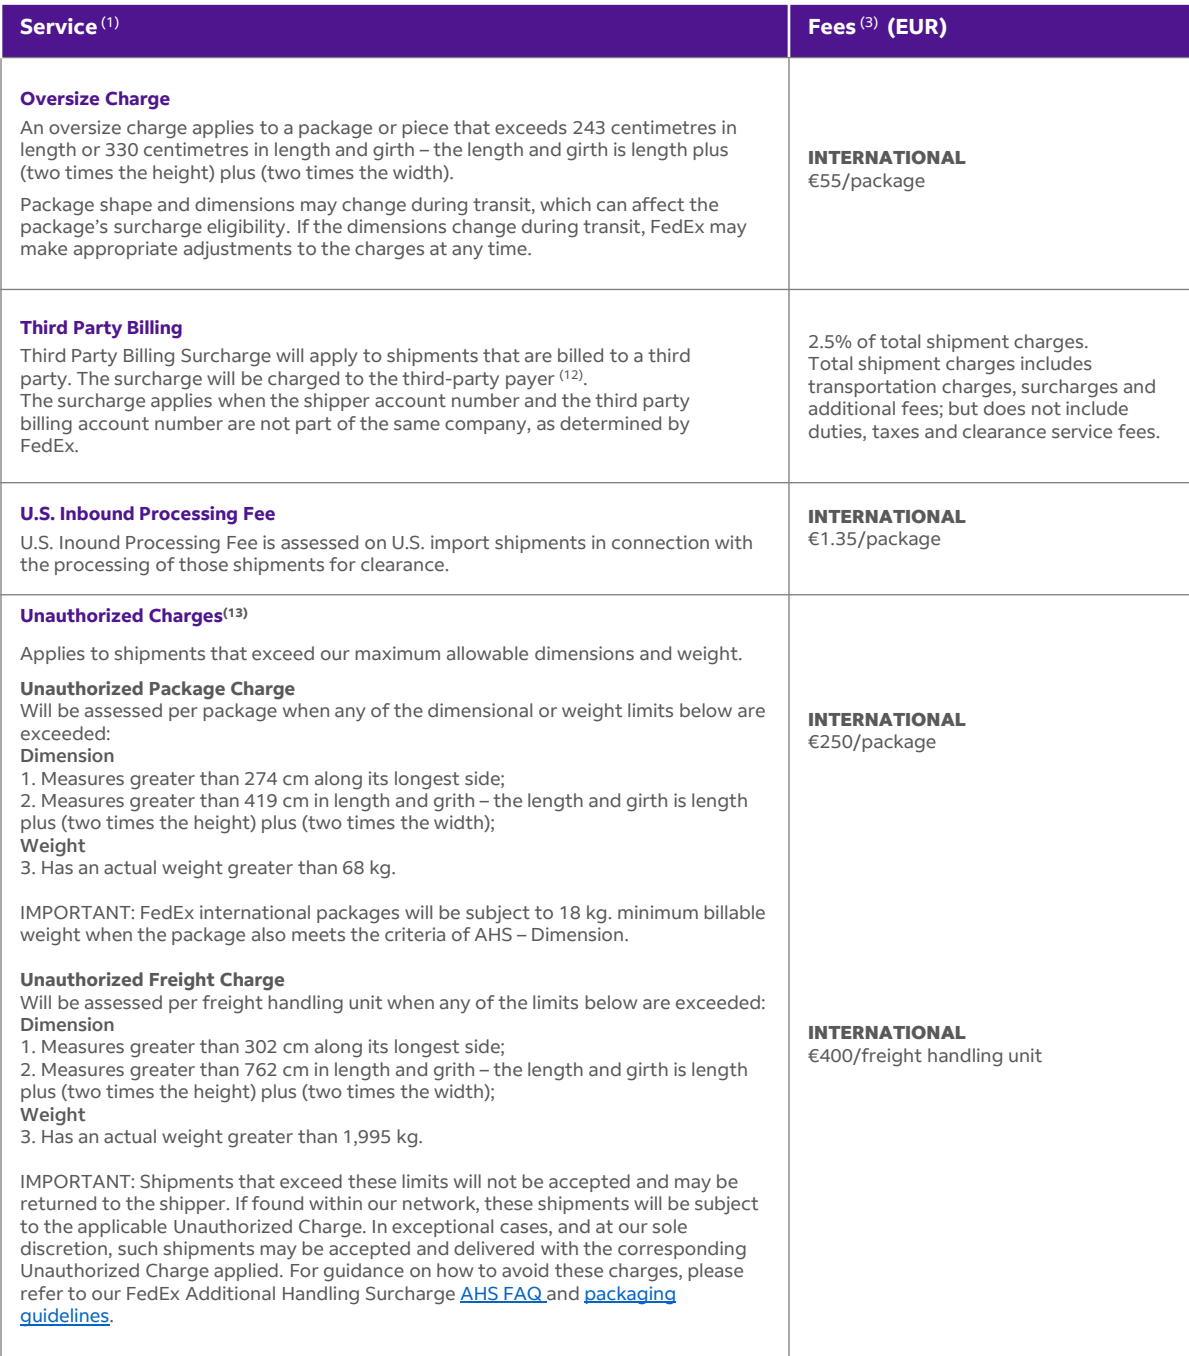 Service (1)
Fees (3) (EUR)
Oversize Charge
An oversize charge applies to a package or piece that exceeds 243 centimetres in
length or 330 centimetres in length and girth – the length and girth is length plus
(two times the height) plus (two times the width).
Package shape and dimensions may change during transit, which can affect the
package’s surcharge eligibility. If the dimensions change during transit, FedEx may
make appropriate adjustments to the charges at any time.
INTERNATIONAL
€55/package
Third Party Billing
Third Party Billing Surcharge will apply to shipments that are billed to a third
party. The surcharge will be charged to the third-party payer (12).
The surcharge applies when the shipper account number and the third party
billing account number are not part of the same company, as determined by
FedEx.
2.5% of total shipment charges.
Total shipment charges includes
transportation charges, surcharges and
additional fees; but does not include
duties, taxes and clearance service fees.
U.S. Inbound Processing Fee
U.S. Inound Processing Fee is assessed on U.S. import shipments in connection with
the processing of those shipments for clearance.
INTERNATIONAL
€1.35/package
Unauthorized Charges(13)
Applies to shipments that exceed our maximum allowable dimensions and weight.
Unauthorized Package Charge
Will be assessed per package when any of the dimensional or weight limits below are
exceeded:
Dimension
1. Measures greater than 274 cm along its longest side;
2. Measures greater than 419 cm in length and grith – the length and girth is length
plus (two times the height) plus (two times the width);
Weight
3. Has an actual weight greater than 68 kg.
IMPORTANT: FedEx international packages will be subject to 18 kg. minimum billable
weight when the package also meets the criteria of AHS – Dimension.
INTERNATIONAL
€250/package
Unauthorized Freight Charge
Will be assessed per freight handling unit when any of the limits below are exceeded:
Dimension
1. Measures greater than 302 cm along its longest side;
2. Measures greater than 762 cm in length and grith – the length and girth is length
plus (two times the height) plus (two times the width);
Weight
3. Has an actual weight greater than 1,995 kg.
IMPORTANT: Shipments that exceed these limits will not be accepted and may be
returned to the shipper. If found within our network, these shipments will be subject
to the applicable Unauthorized Charge. In exceptional cases, and at our sole
discretion, such shipments may be accepted and delivered with the corresponding
Unauthorized Charge applied. For guidance on how to avoid these charges, please
refer to our FedEx Additional Handling Surcharge AHS FAQ and packaging
guidelines.
INTERNATIONAL
€400/freight handling unit